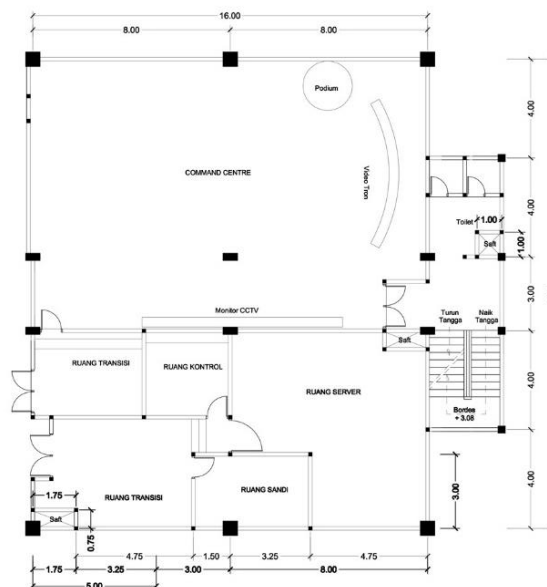 16.00
8.00
8.00
Podium
4.00
Video Tron
COMMAND CENTRE
4.00
Toilet
1.00
Saft
1.00
3.00
Monitor CCTV
Turun
Tangga
Naik
Tangga
Saft
RUANG TRANSISI
RUANG KONTROL
RUANG SERVER
4.00
Bordes
+ 3.08
1.75
RUANG TRANSISI
RUANG SANDI
3.00
4.00
Saft
0.75
4.75
1.50
3.25
4.75
1.75
3.25
3.00
8.00
5.00